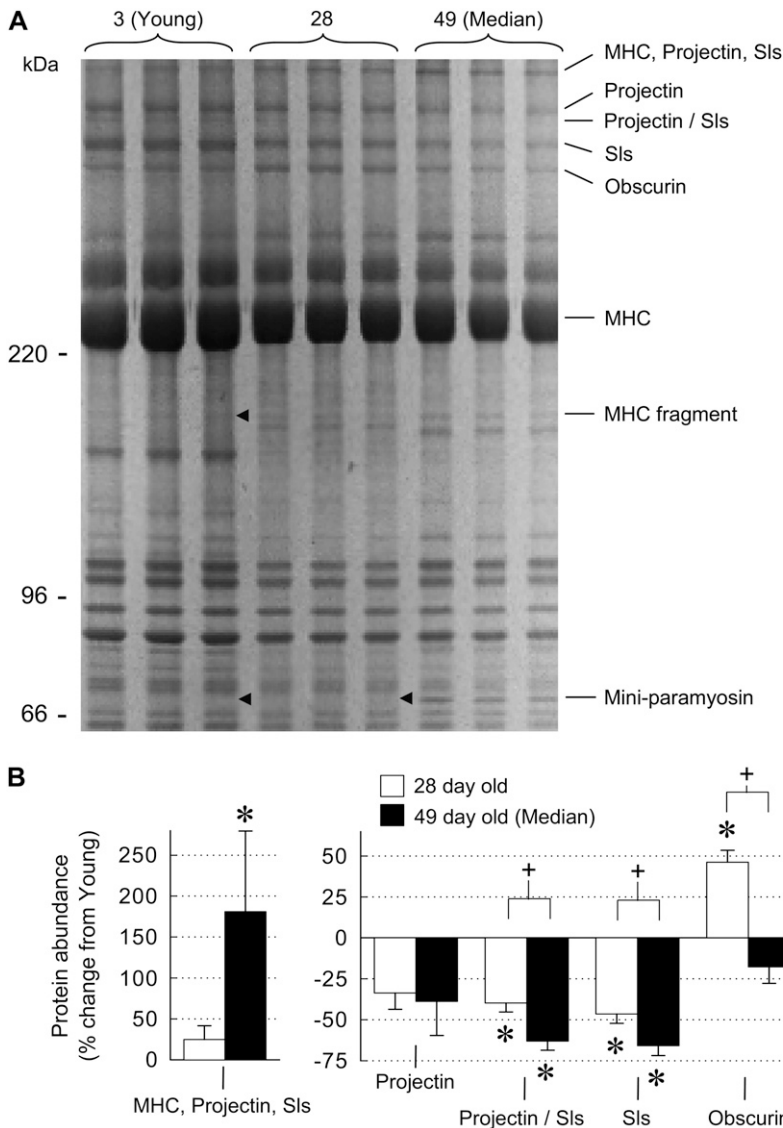 A
3 (Young) 28 49 (Median)
kDa
MHC, Projectin, Sls
Projectin
Projectin / Sls
Sls
Obscurin
MHC
220 -
MHC fragment
96 -
Mini-paramyosin
66 -
B
28 day old
49 day old (Median)
Protein abundance
(% change from Young)
250
200
150
100
50
0
*
MHC, Projectin, Sls
50
25
0
-25
-50
-75
+
+
+
*
*
*
*
*
Projectin
Projectin / Sls Sls Obscurin